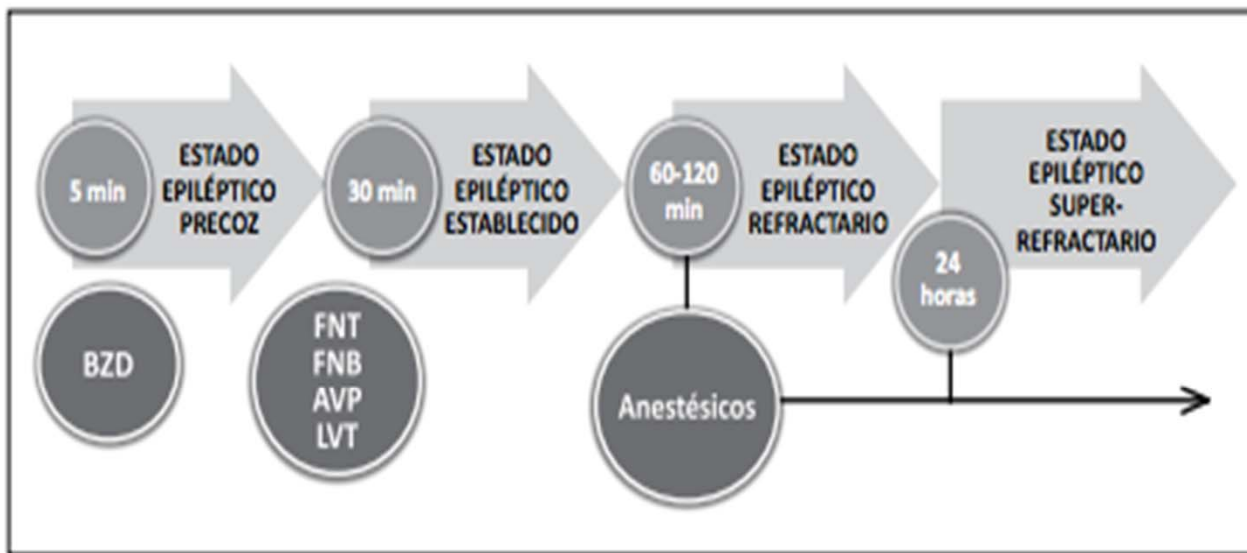 5 min
ESTADO
EPILÉPTICO
PRECOZ
30 min
ESTADO
EPILÉPTICO
ESTABLECIDO
60-120
min
ESTADO
EPILÉPTICO
REFRACTARIO
24
horas
ESTADO
EPILÉPTICO
SUPER-
REFRACTARIO
BZD
FNT
FNB
AVP
LVT
Anestésicos